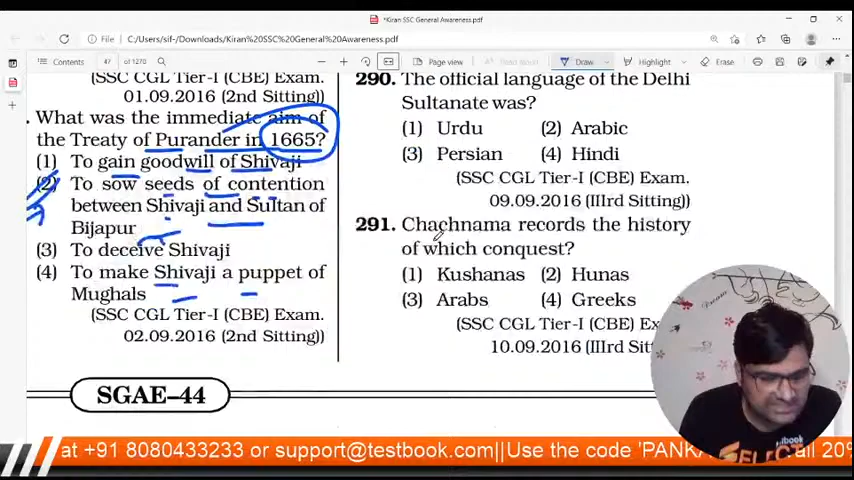 *Kiran SSC General Awareness.pdf
File | C:/Users/sif-/Downloads/Kiran%20SSC%20General%20Awareness.pdf
Contents 47 of 1270 Page view Read aloud Draw Highlight Erase
(SSC CGL Tier-I (CBE) Exam.
01.09.2016 (2nd Sitting)
What was the immediate aim of
the Treaty of Purander in 1665?
(1) To gain goodwill of Shivaji
(2) To sow seeds of contention
between Shivaji and Sultan of
Bijapur
(3) To deceive Shivaji
(4) To make Shivaji a puppet of
Mughals
(SSC CGL Tier-I (CBE) Exam.
02.09.2016 (2nd Sitting))
290. The official language of the Delhi
Sultanate was?
(1) Urdu (2) Arabic
(3) Persian (4) Hindi
(SSC CGL Tier-I (CBE) Exam.
09.09.2016 (IIIrd Sitting)
291. Chachnama records the history
of which conquest?
(1) Kushanas (2) Hunas
(3) Arabs (4) Greeks
(SSC CGL Tier-I (CBE)
10.09.2016 (IIIrd
SGAE–44
at +91 8080433233 or support@testbook.com||Use the code 'PANKA all 20%
SELECT